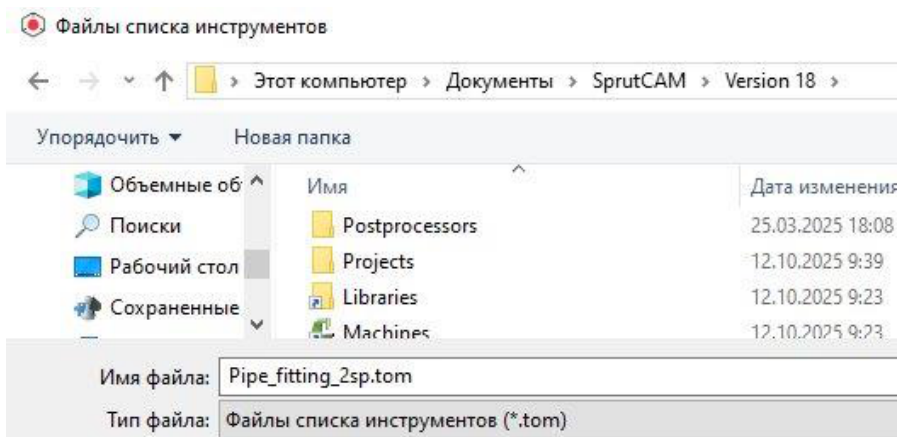 Файлы списка инструментов
Этот компьютер > Документы > SprutCAM > Version 18 >
Упорядочить Новая папка
Имя Дата изменения
Объемные об
Поиски
Рабочий стол
Сохраненные
Postprocessors 25.03.2025 18:08
Projects 12.10.2025 9:39
Libraries 12.10.2025 9:23
Machines 12.10.2025 9:23
Имя файла: Pipe_fitting_2sp.tom
Тип файла: Файлы списка инструментов (*.tom)